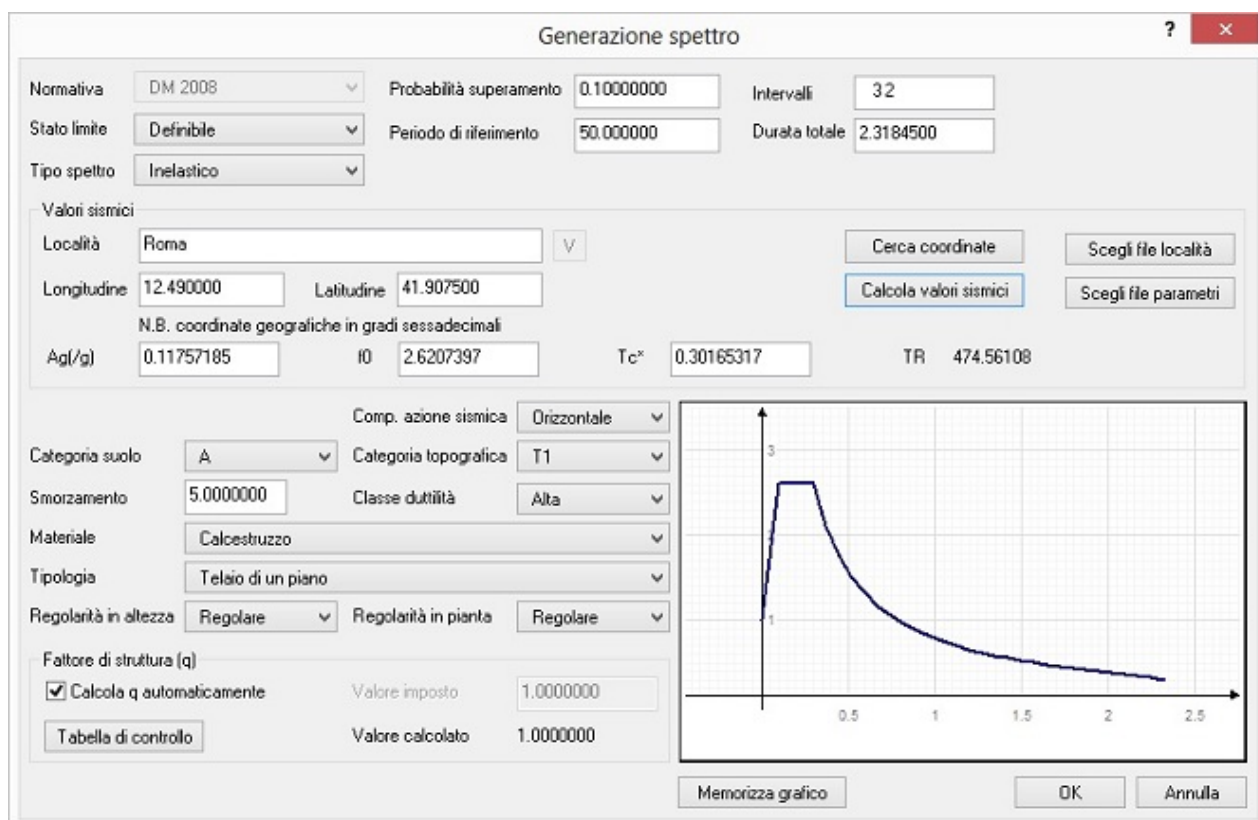 Generazione spettro
?
×
Normativa DM 2008 Probabilità superamento 0.10000000 Intervalli 32
Stato limite Definibile Periodo di riferimento 50.000000 Durata totale 2.3184500
Tipo spettro Inelastico
Valori sismici
Località Roma V Cerca coordinate Scegli file località
Longitudine 12.490000 Latitudine 41.907500 Calcola valori sismici Scegli file parametri
N.B. coordinate geografiche in gradi sessadecimali
Ag(/g) 0.11757185 f0 2.6207397 Tc* 0.30165317 TR 474.56108
Comp. azione sismica Orizzontale
Categoria suolo A Categoria topografica T1
Smorzamento 5.0000000 Classe duttilità Alta
Materiale Calcestruzzo
Tipologia Telaio di un piano
Regolarità in altezza Regolare Regolarità in pianta Regolare
Fattore di struttura (q)
Calcola q automaticamente Valore imposto 1.0000000
Tabella di controllo Valore calcolato 1.0000000
3
2
1
0.5 1 1.5 2 2.5
Memorizza grafico OK Annulla